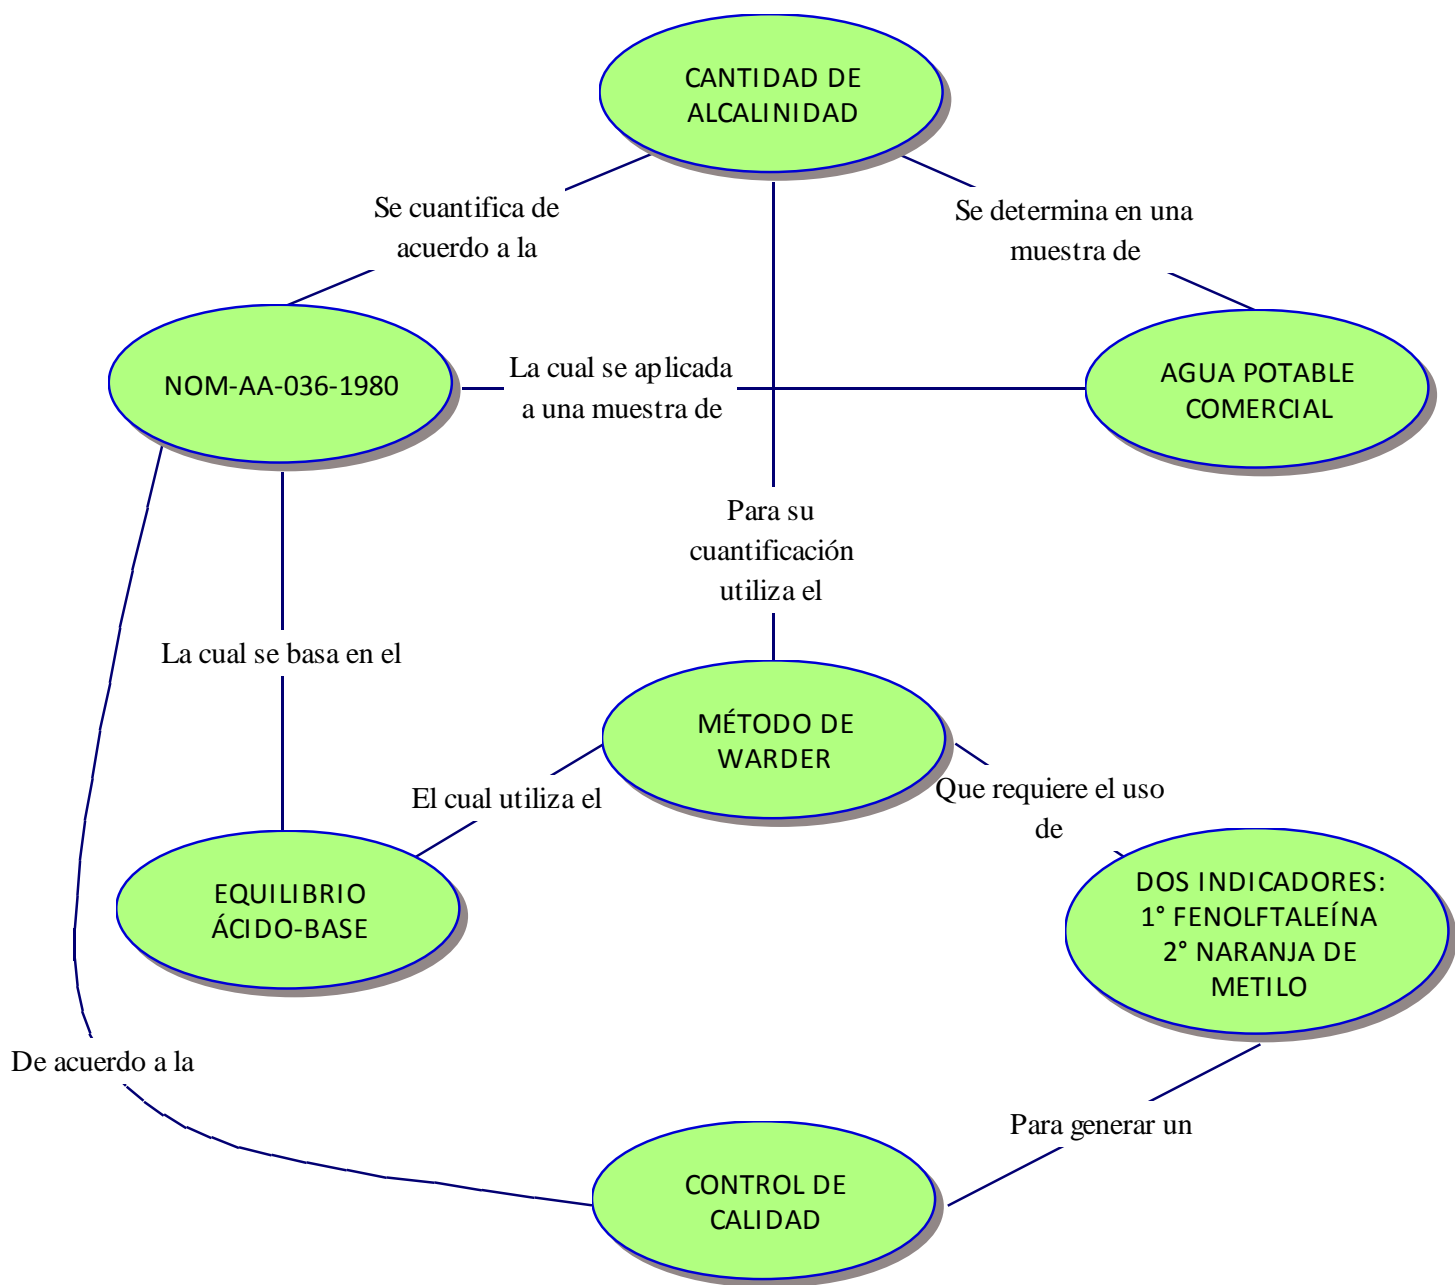 CANTIDAD DE
ALCALINIDAD
Se cuantifica de
acuerdo a la
Se determina en una
muestra de
NOM-AA-036-1980
La cual se aplicada
a una muestra de
AGUA POTABLE
COMERCIAL
Para su
cuantificación
utiliza el
La cual se basa en el
MÉTODO DE
WARDER
El cual utiliza el
Que requiere el uso
de
EQUILIBRIO
ÁCIDO-BASE
DOS INDICADORES:
1° FENOLFTALEÍNA
2° NARANJA DE
METILO
De acuerdo a la
Para generar un
CONTROL DE
CALIDAD